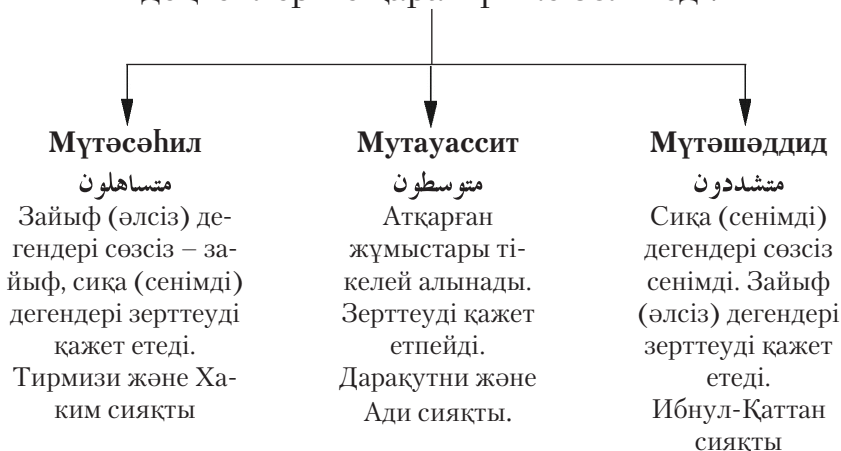 Мүтәсәһил
متساهلون
Зайыф (әлсіз) де-
гендері сөзсіз – за-
йыф, сиқа (сенімді)
дегендері зерттеуді
қажет етеді.
Тирмизи және Ха-
ким сияқты
Мутауассит
متوسطون
Атқарған
жұмыстары ті-
келей алынады.
Зерттеуді қажет
етпейді.
Дарақутни және
Ади сияқты.
Мүтәшәддид
متشددون
Сиқа (сенімді)
дегендері сөзсіз
сенімді. Зайыф
(әлсіз) дегендері
зерттеуді қажет
етеді.
Ибнул-Қаттан
сияқты